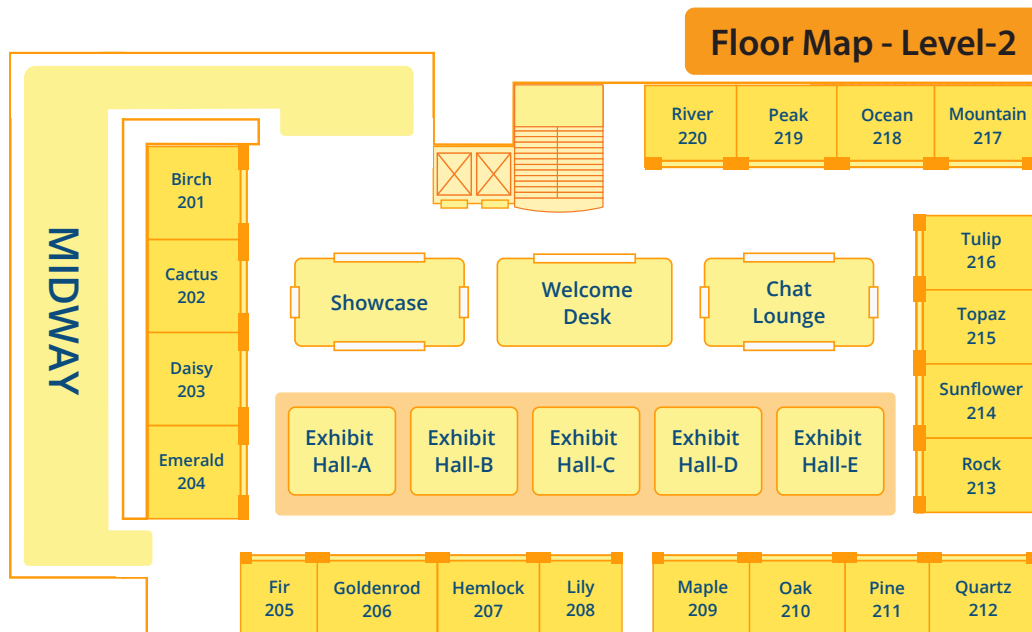 Floor Map - Level-2
River
220
Peak
219
Ocean
218
Mountain
217
MIDWAY
Birch
201
Cactus
202
Daisy
203
Emerald
204
Showcase
Welcome
Desk
Chat
Lounge
Tulip
216
Topaz
215
Sunflower
214
Rock
213
Exhibit
Hall-A
Exhibit
Hall-B
Exhibit
Hall-C
Exhibit
Hall-D
Exhibit
Hall-E
Fir
205
Goldenrod
206
Hemlock
207
Lily
208
Maple
209
Oak
210
Pine
211
Quartz
212